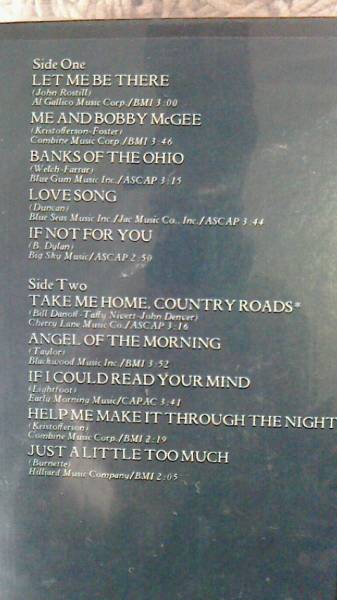 Side One
LET ME BE THERE
(John Rostill)
Al Gallico Music Corp./BMI 3:00
ME AND BOBBY McGEE
(Kristofferson-Foster)
Combine Music Corp./BMI 3:46
BANKS OF THE OHIO
(Welch-Farrar)
Blue Gum Music Inc./ASCAP 3:15
LOVE SONG
(Duncan)
Blue Seas Music Inc./Jac Music Co., Inc./ASCAP 3:44
IF NOT FOR YOU
(B. Dylan)
Big Sky Music/ASCAP 2:50
Side Two
TAKE ME HOME, COUNTRY ROADS*
(Bill Danoff-Taffy Nivert-John Denver)
Cherry Lane Music Co./ASCAP 3:16
ANGEL OF THE MORNING
(Taylor)
Blackwood Music Inc./BMI 3:52
IF I COULD READ YOUR MIND
(Lightfoot)
Early Morning Music/CAPAC 3:41
HELP ME MAKE IT THROUGH THE NIGHT
(Kristofferson)
Combine Music Corp./BMI 2:19
JUST A LITTLE TOO MUCH
(Burnette)
Hilliard Music Company/BMI 2:05